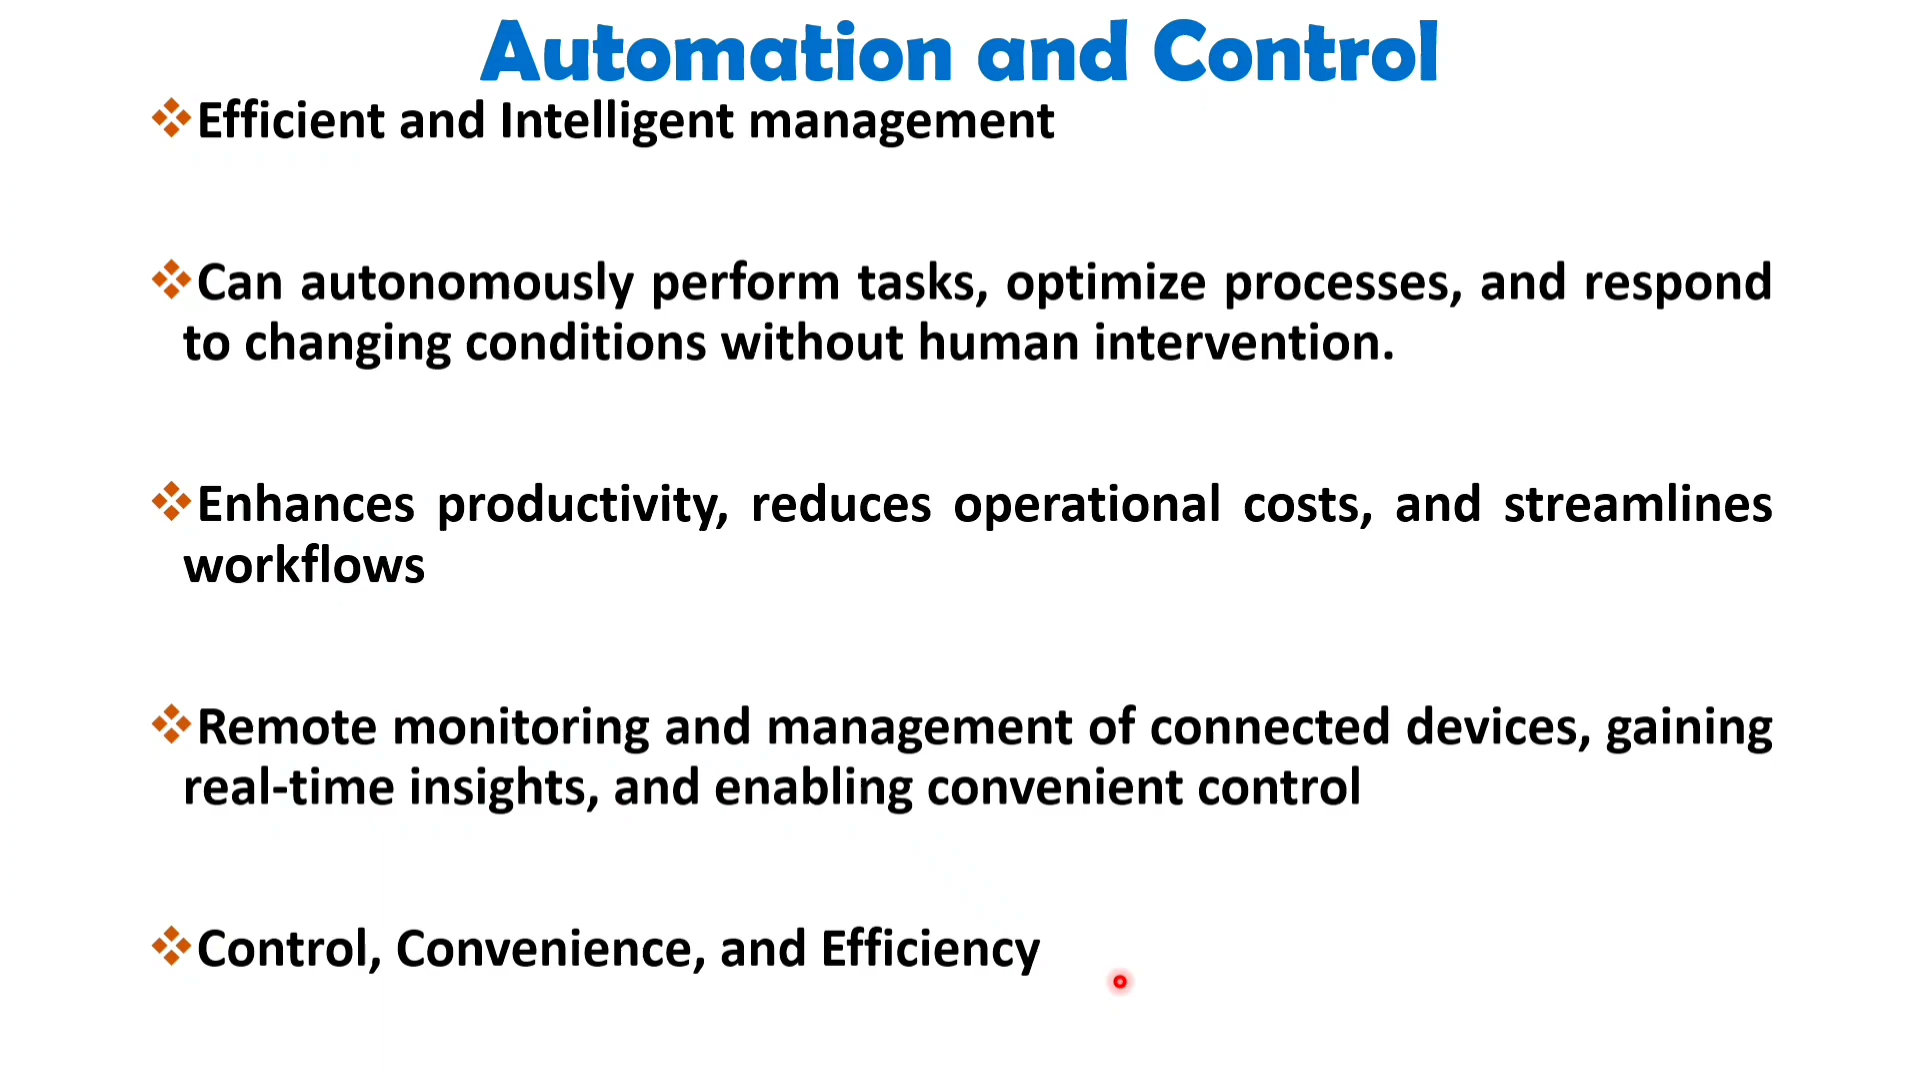 Automation and Control
❖Efficient and Intelligent management
❖Can autonomously perform tasks, optimize processes, and respond
to changing conditions without human intervention.
❖Enhances productivity, reduces operational costs, and streamlines
workflows
❖Remote monitoring and management of connected devices, gaining
real-time insights, and enabling convenient control
❖Control, Convenience, and Efficiency